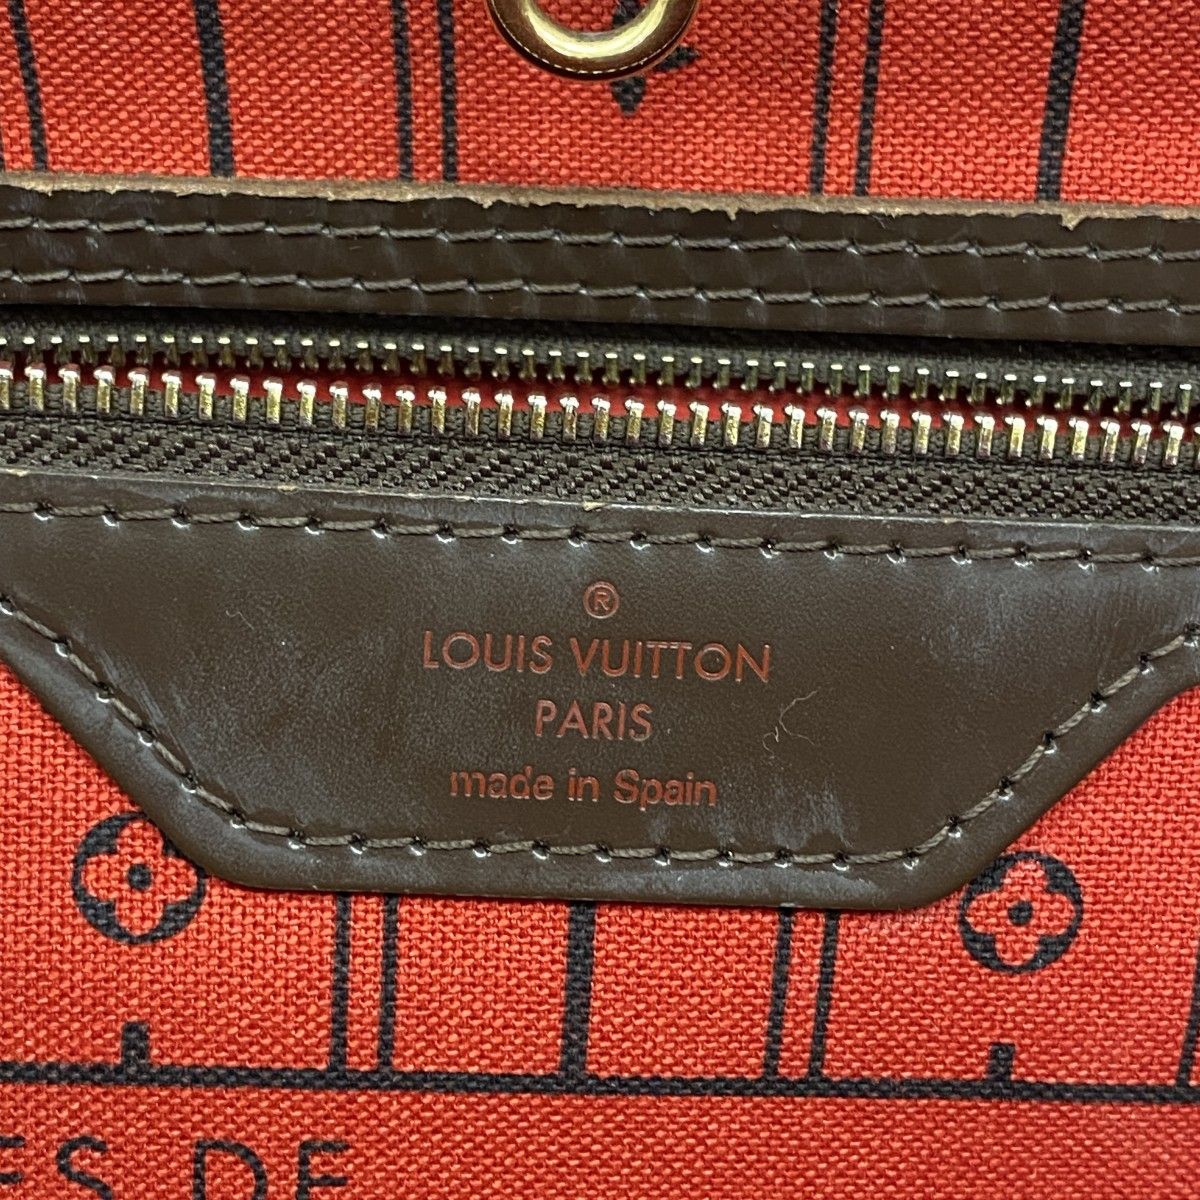 ®
LOUIS VUITTON
PARIS
made in Spain
ES DE